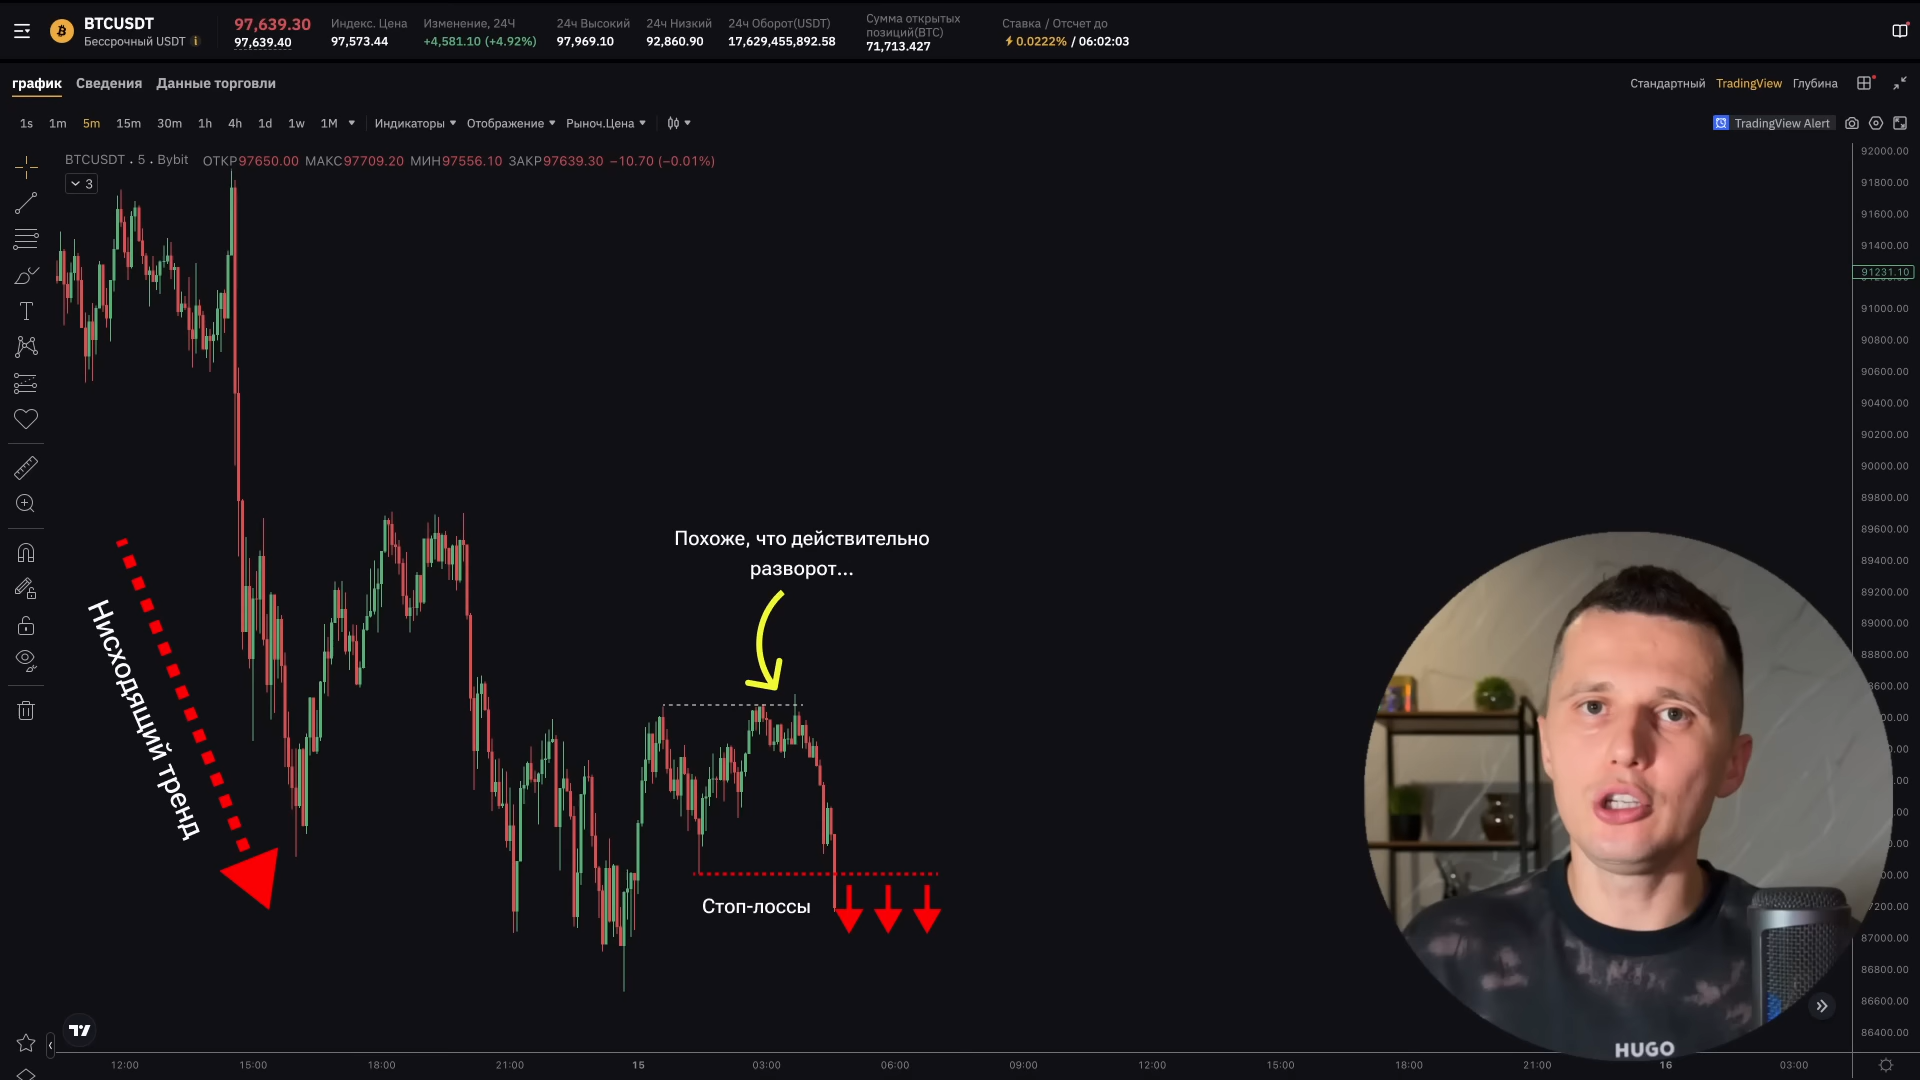 BTCUSDT
Бессрочный USDT
97,639.30
97,639.40
Индекс. Цена
97,573.44
Изменение, 24Ч
+4,581.10 (+4.92%)
24ч Высокий
97,969.10
24ч Низкий
92,860.90
24ч Оборот(USDT)
17,629,455,892.58
Сумма открытых
позиций(BTC)
71,713.427
Ставка / Отсчет до
0.0222% / 06:02:03
график Сведения Данные торговли
Стандартный TradingView Глубина
1s 1m 5m 15m 30m 1h 4h 1d 1w 1M Индикаторы Отображение Рыноч.Цена
TradingView Alert
BTCUSDT . 5 . Bybit ОТКР97650.00 МАКС97709.20 МИН97556.10 ЗАКР97639.30 −10.70 (−0.01%)
3
92000.00
91800.00
91600.00
91400.00
91231.10
91000.00
90800.00
90600.00
90400.00
90200.00
90000.00
89800.00
89600.00
89400.00
89200.00
89000.00
88800.00
87000.00
86800.00
86600.00
86400.00
Похоже, что действительно
разворот...
Нисходящий тренд
Стоп-лоссы
HUGO
12:00 15:00 18:00 21:00 15 03:00 06:00 09:00 12:00 15:00 18:00 21:00 16 03:00